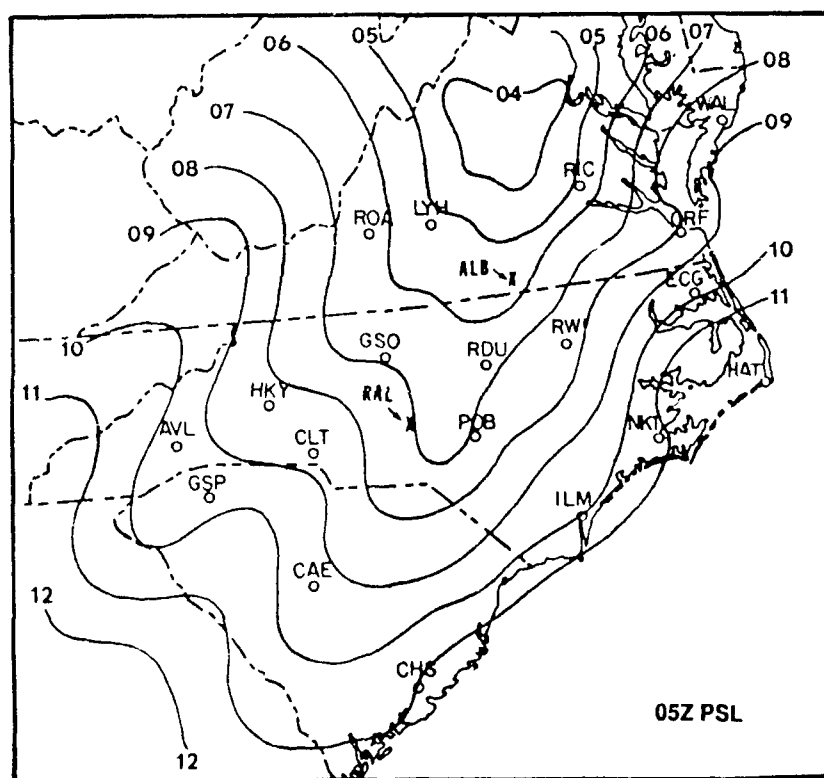 06
05
05
06
07
08
04
07
WAL
09
08
RIC
ROA
LYH
ORF
09
ALB
10
ECG
11
10
GSO
RDU
HAT
11
HKY
RAL
POB
NKT
AVL
CLT
GSP
ILM
CAE
12
CHS
05Z PSL
12